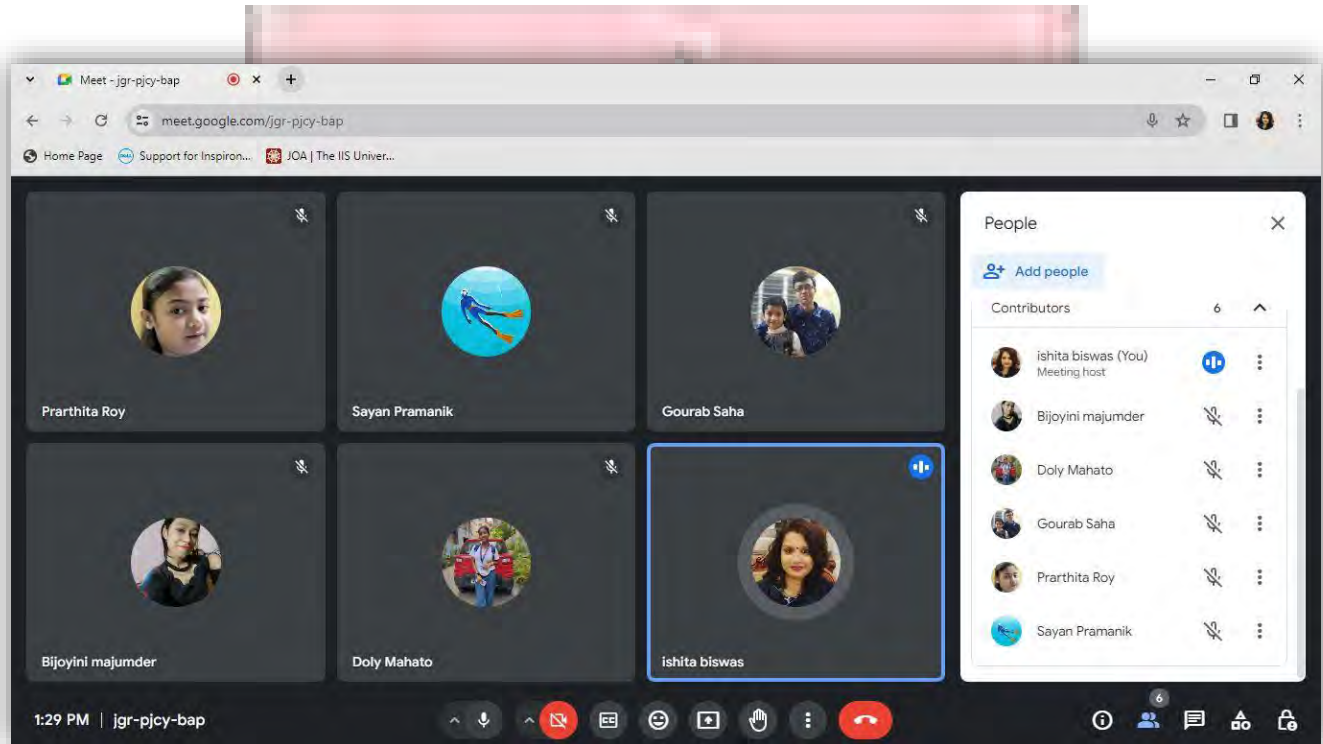 Meet - jgr-pjcy-bap
meet.google.com/jgr-pjcy-bap
Home Page Support for Inspiron... JOA | The IIS Univer...
Prarthita Roy
Sayan Pramanik
Gourab Saha
Bijoyini majumder
Doly Mahato
ishita biswas
People
Add people
Contributors 6
ishita biswas (You)
Meeting host
Bijoyini majumder
Doly Mahato
Gourab Saha
Prarthita Roy
Sayan Pramanik
1:29 PM | jgr-pjcy-bap
CC
6